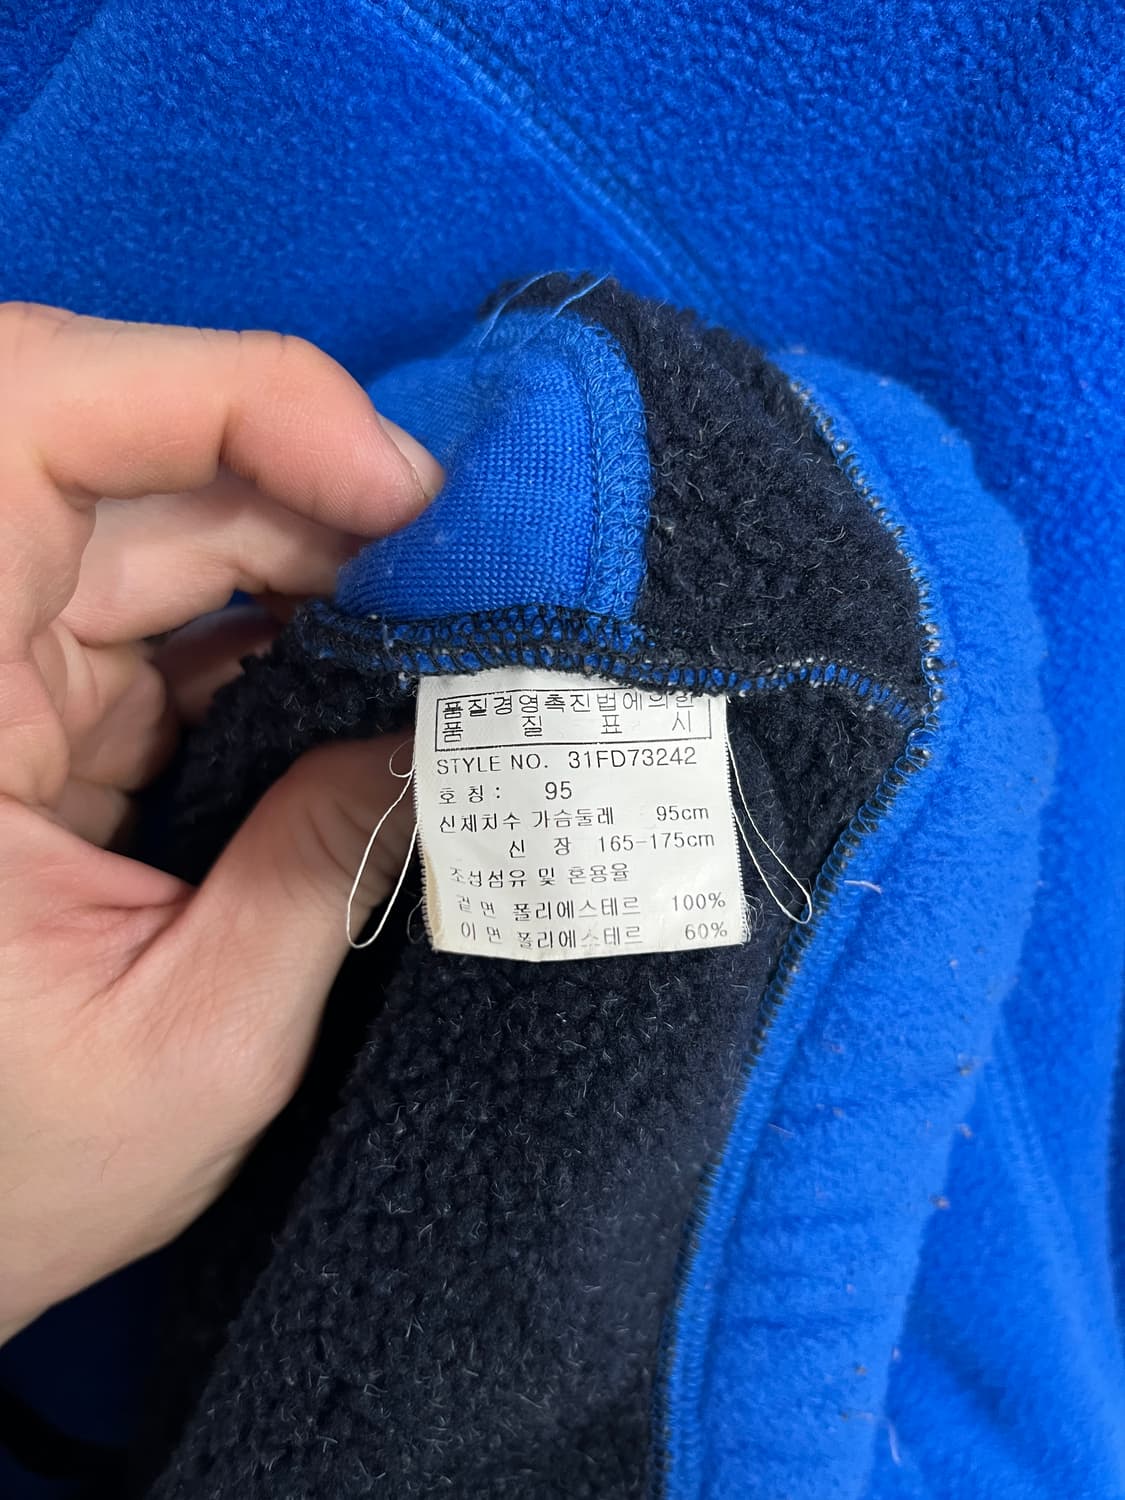 품질경영촉진법에의한
품 질 표 시
STYLE NO. 31FD73242
호 칭 : 95
신체치수 가슴둘레 95cm
신 장 165-175cm
조성섬유 및 혼용율
겉 면 폴리에스테르 100%
이 면 폴리에스테르 60%